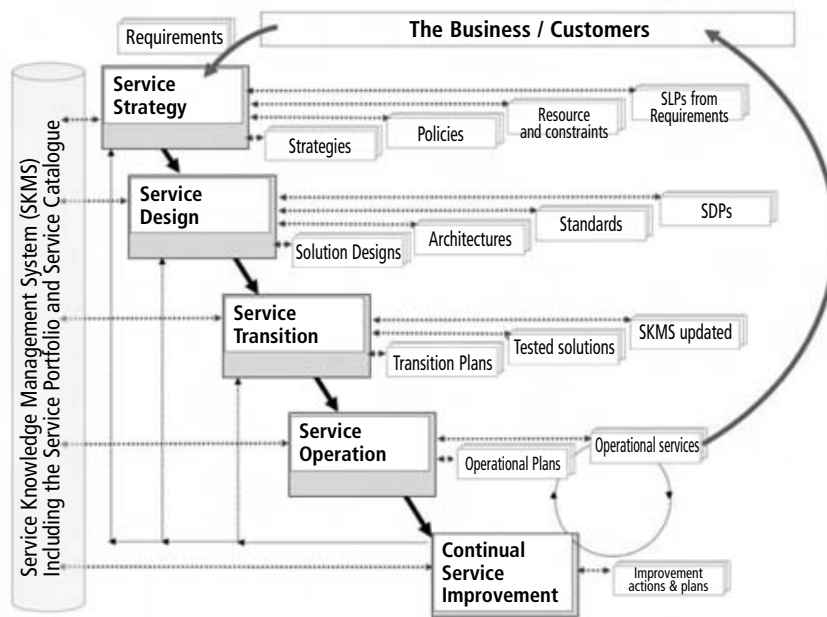 Requirements
The Business / Customers
Service Knowledge Management System (SKMS)
Including the Service Portfolio and Service Catalogue
Service
Strategy
SLPs from
Requirements
Resource
and constraints
Policies
Strategies
Service
Design
SDPs
Standards
Architectures
Solution Designs
Service
Transition
SKMS updated
Tested solutions
Transition Plans
Service
Operation
Operational services
Operational Plans
Continual
Service
Improvement
Improvement
actions & plans